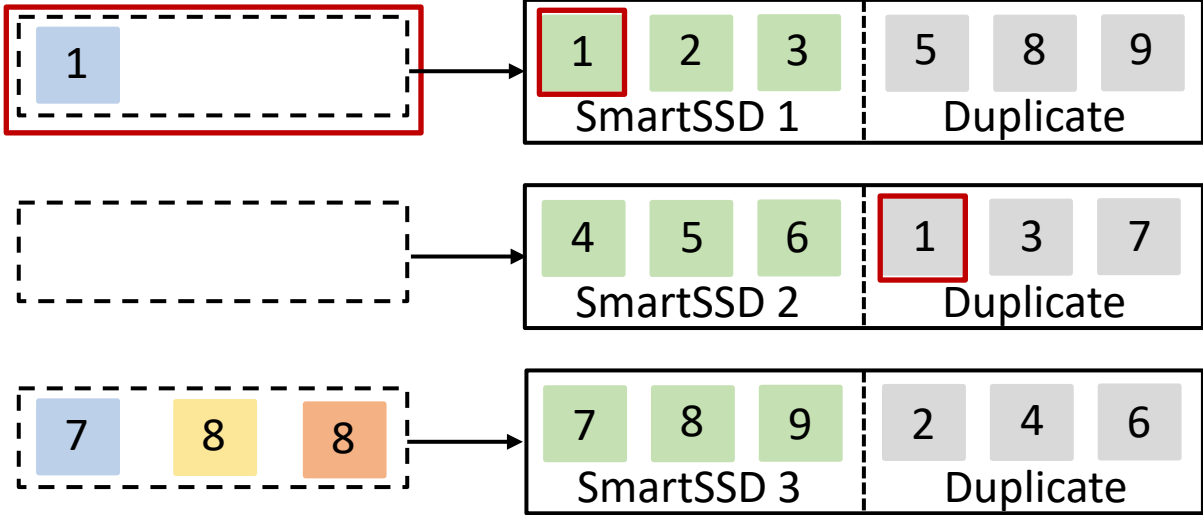 1 1 2 3 5 8 9
SmartSSD 1 Duplicate
4 5 6 1 3 7
SmartSSD 2 Duplicate
7 8 8 7 8 9 2 4 6
SmartSSD 3 Duplicate